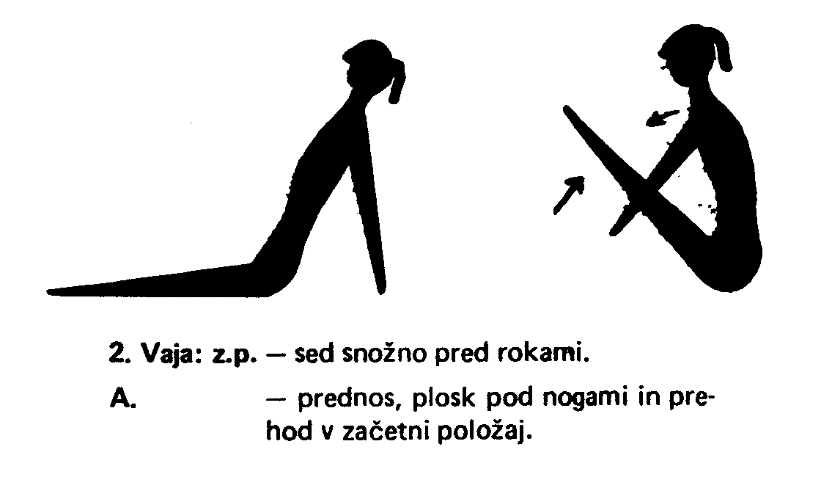 2. Vaja: z.p. — sed snožno pred rokami.
A. — prednos, plosk pod nogami in pre-
hod v začetni položaj.